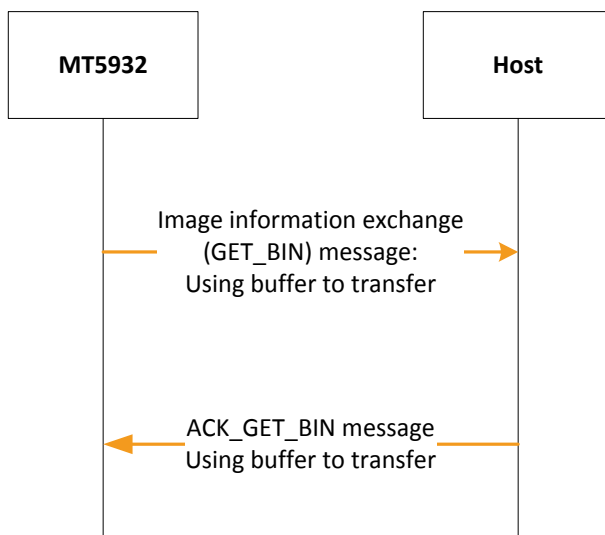 MT5932
Host
Image information exchange
(GET_BIN) message:
Using buffer to transfer
ACK_GET_BIN message
Using buffer to transfer